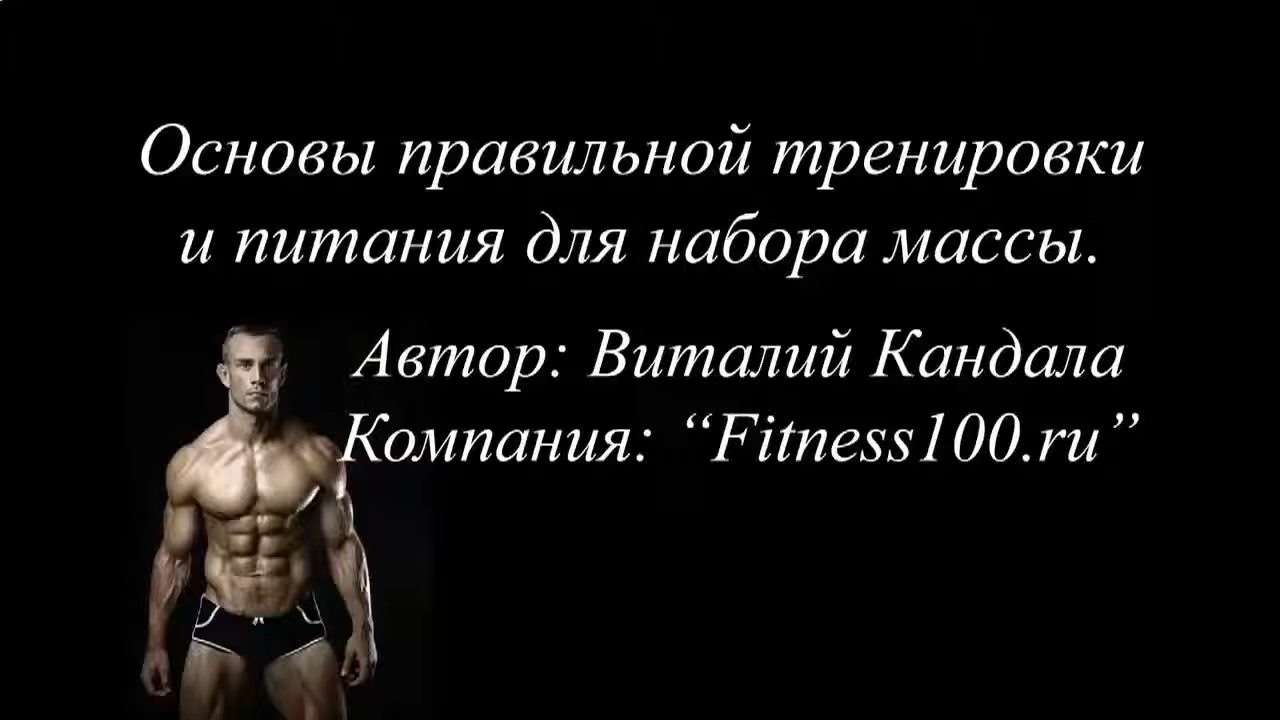 Основы правильной тренировки
и питания для набора массы.
Автор: Виталий Кандала
Компания: “Fitness100.ru”